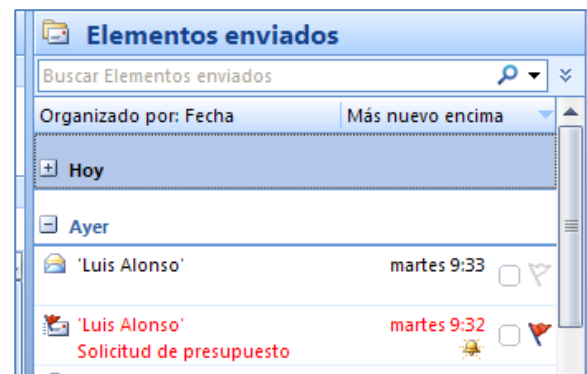 Elementos enviados
Buscar Elementos enviados
Organizado por: Fecha Más nuevo encima
Hoy
Ayer
'Luis Alonso' martes 9:33
'Luis Alonso' martes 9:32
Solicitud de presupuesto